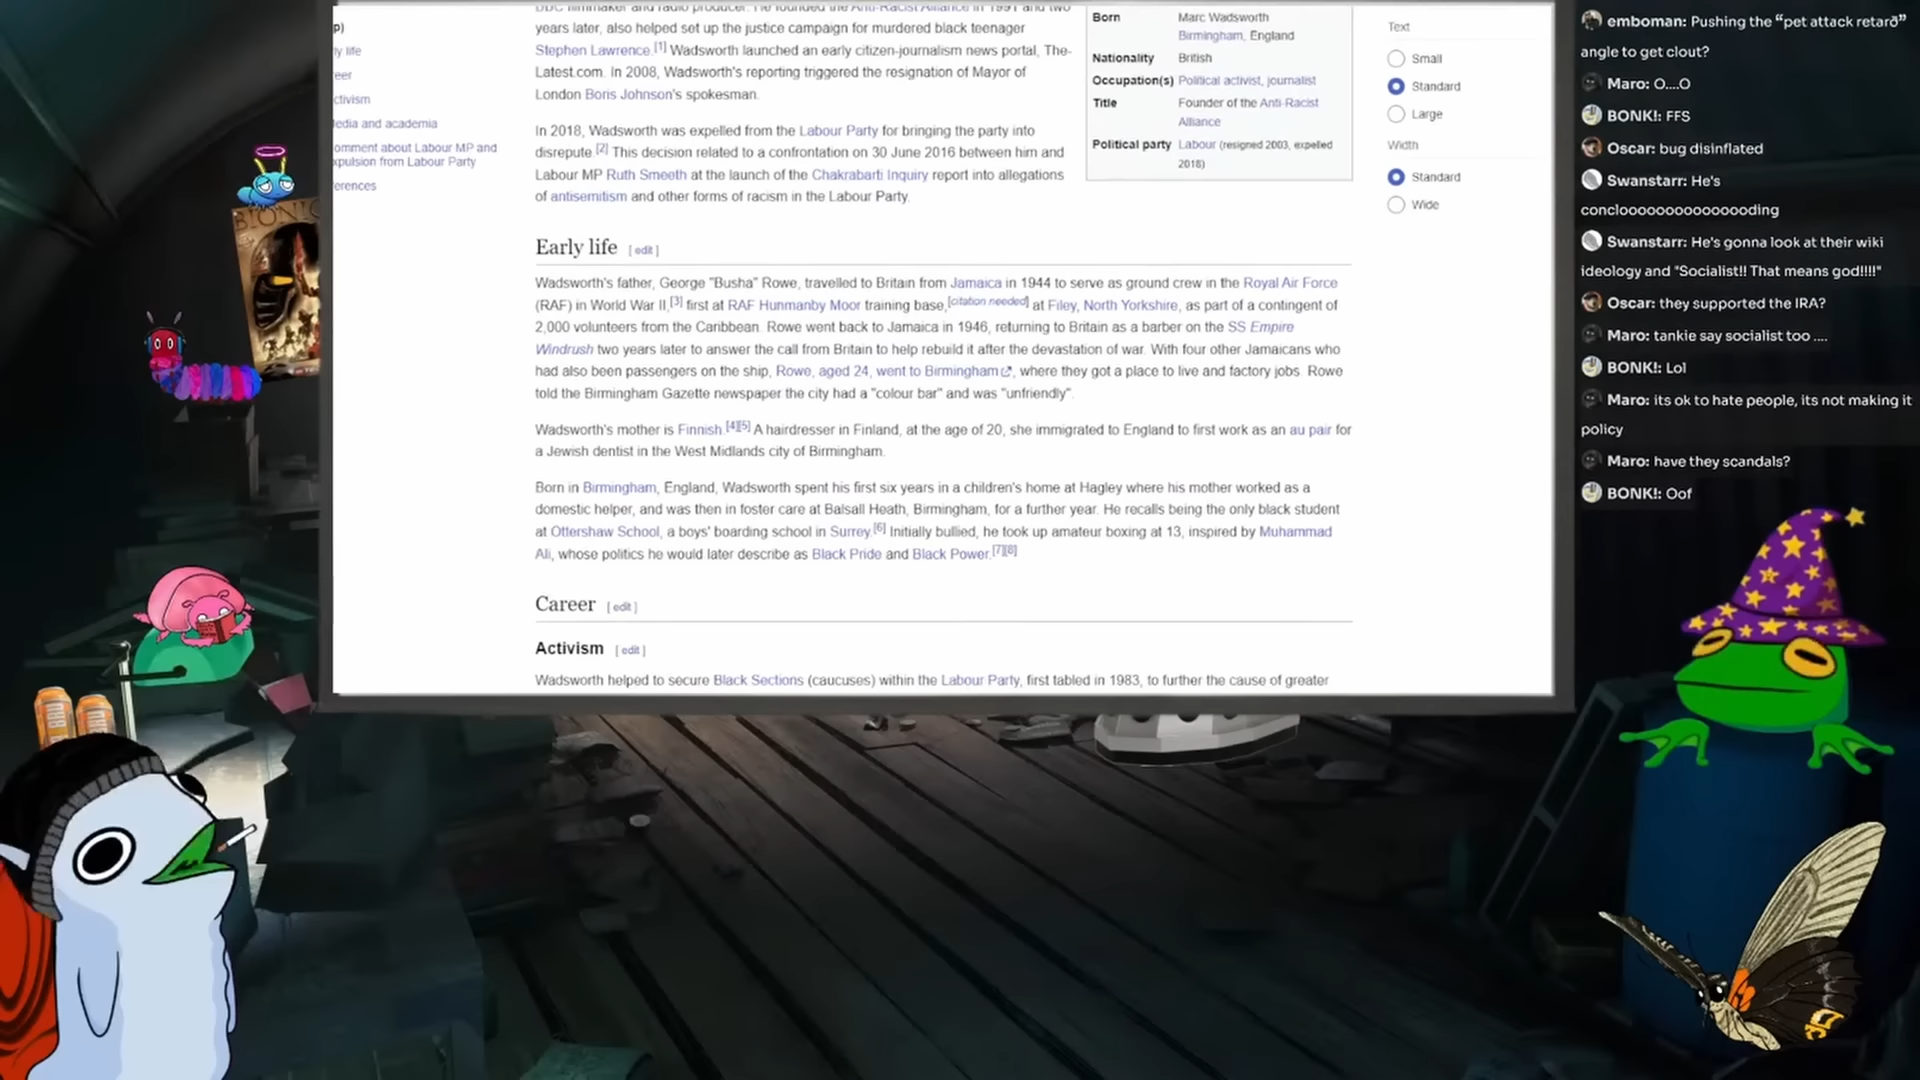 BBC filmmaker and radio producer. He founded the Anti-Racist Alliance in 1991 and two
years later, also helped set up the justice campaign for murdered black teenager
Stephen Lawrence.[1] Wadsworth launched an early citizen-journalism news portal, The-
Latest.com. In 2008, Wadsworth's reporting triggered the resignation of Mayor of
London Boris Johnson's spokesman.
In 2018, Wadsworth was expelled from the Labour Party for bringing the party into
disrepute.[2] This decision related to a confrontation on 30 June 2016 between him and
Labour MP Ruth Smeeth at the launch of the Chakrabarti Inquiry report into allegations
of antisemitism and other forms of racism in the Labour Party.
p)
ly life
eer
ctivism
ledia and academia
omment about Labour MP and
xpulsion from Labour Party
erences
Born Marc Wadsworth
Birmingham, England
Nationality British
Occupation(s) Political activist, journalist
Title Founder of the Anti-Racist
Alliance
Political party Labour (resigned 2003, expelled
2018)
Text
Small
Standard
Large
Width
Standard
Wide
Early life [ edit ]
Wadsworth's father, George "Busha" Rowe, travelled to Britain from Jamaica in 1944 to serve as ground crew in the Royal Air Force
(RAF) in World War II,[3] first at RAF Hunmanby Moor training base,[citation needed] at Filey, North Yorkshire, as part of a contingent of
2,000 volunteers from the Caribbean. Rowe went back to Jamaica in 1946, returning to Britain as a barber on the SS Empire
Windrush two years later to answer the call from Britain to help rebuild it after the devastation of war. With four other Jamaicans who
had also been passengers on the ship, Rowe, aged 24, went to Birmingham, where they got a place to live and factory jobs. Rowe
told the Birmingham Gazette newspaper the city had a "colour bar" and was "unfriendly".
Wadsworth's mother is Finnish.[4][5] A hairdresser in Finland, at the age of 20, she immigrated to England to first work as an au pair for
a Jewish dentist in the West Midlands city of Birmingham.
Born in Birmingham, England, Wadsworth spent his first six years in a children's home at Hagley where his mother worked as a
domestic helper, and was then in foster care at Balsall Heath, Birmingham, for a further year. He recalls being the only black student
at Ottershaw School, a boys' boarding school in Surrey.[6] Initially bullied, he took up amateur boxing at 13, inspired by Muhammad
Ali, whose politics he would later describe as Black Pride and Black Power.[7][8]
Career [ edit ]
Activism [ edit ]
Wadsworth helped to secure Black Sections (caucuses) within the Labour Party, first tabled in 1983, to further the cause of greater
BIONIC
emboman: Pushing the “pet attack retarð”
angle to get clout?
Maro: O....O
BONK!: FFS
Oscar: bug disinflated
Swanstarr: He's
conclooooooooooooooding
Swanstarr: He's gonna look at their wiki
ideology and "Socialist!! That means god!!!!"
Oscar: they supported the IRA?
Maro: tankie say socialist too ....
BONK!: Lol
Maro: its ok to hate people, its not making it
policy
Maro: have they scandals?
BONK!: Oof